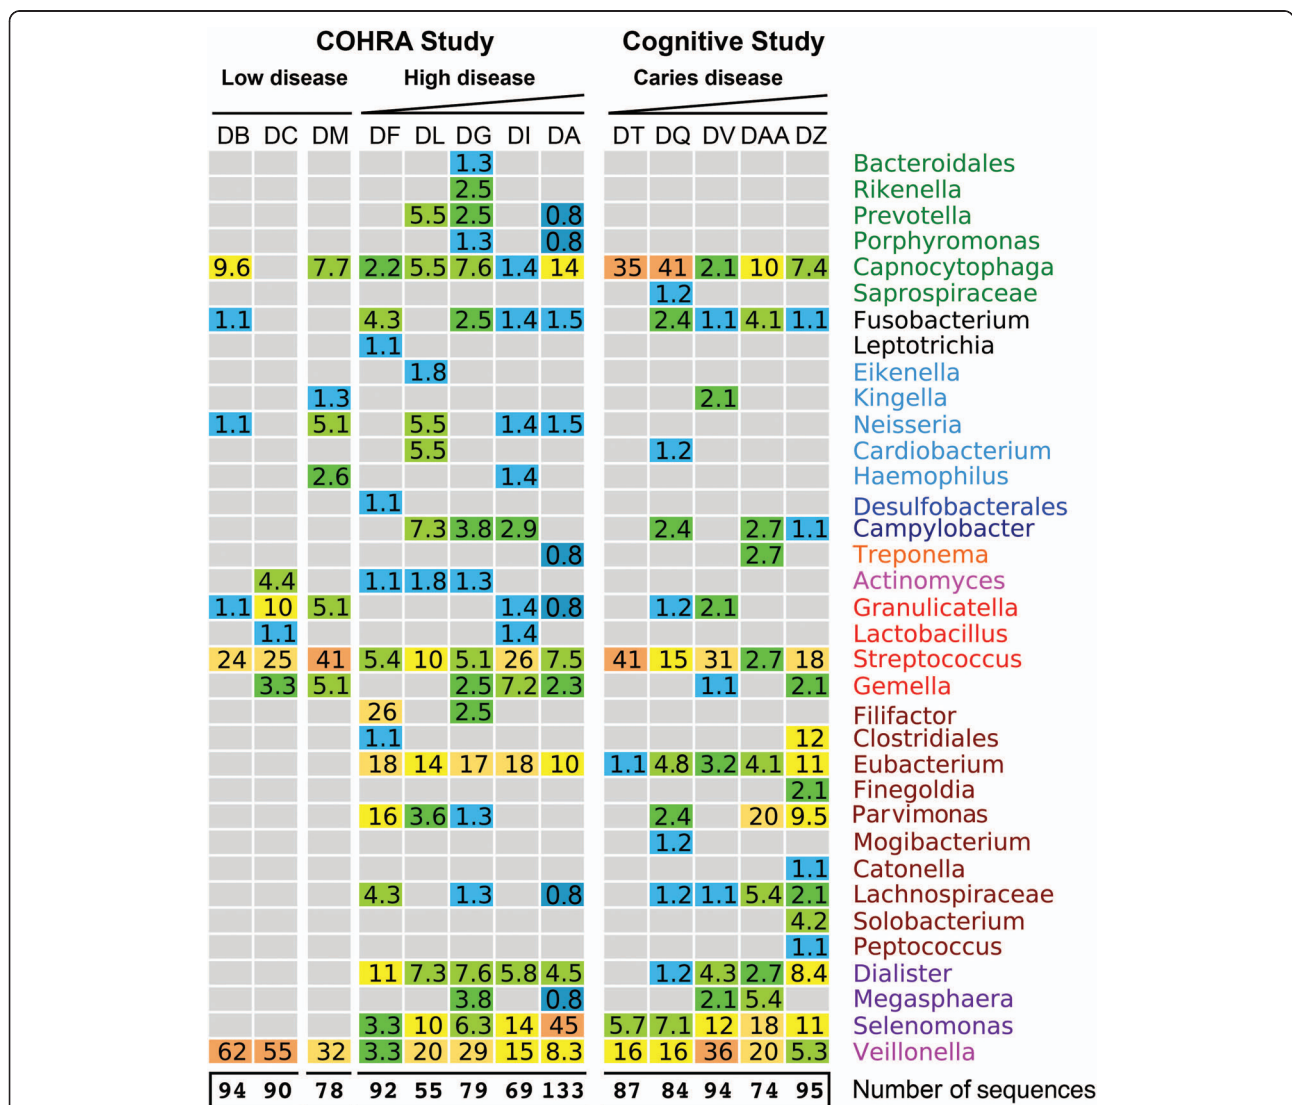 COHRA Study Cognitive Study
Low disease High disease Caries disease
DB DC DM DF DL DG DI DA DT DQ DV DAA DZ
1.3 Bacteroidales
2.5 Rikenella
5.5 2.5 0.8 Prevotella
1.3 0.8 Porphyromonas
9.6 7.7 2.2 5.5 7.6 1.4 14 35 41 2.1 10 7.4 Capnocytophaga
1.2 Saprospiraceae
1.1 4.3 2.5 1.4 1.5 2.4 1.1 4.1 1.1 Fusobacterium
1.1 Leptotrichia
1.8 Eikenella
1.3 2.1 Kingella
1.1 5.1 5.5 1.4 1.5 Neisseria
5.5 1.2 Cardiobacterium
2.6 1.4 Haemophilus
1.1 Desulfobacterales
7.3 3.8 2.9 2.4 2.7 1.1 Campylobacter
0.8 2.7 Treponema
4.4 1.1 1.8 1.3 Actinomyces
1.1 10 5.1 1.4 0.8 1.2 2.1 Granulicatella
1.1 1.4 Lactobacillus
24 25 41 5.4 10 5.1 26 7.5 41 15 31 2.7 18 Streptococcus
3.3 5.1 2.5 7.2 2.3 1.1 2.1 Gemella
26 2.5 Filifactor
1.1 12 Clostridiales
18 14 17 18 10 1.1 4.8 3.2 4.1 11 Eubacterium
2.1 Finegoldia
16 3.6 1.3 2.4 20 9.5 Parvimonas
1.2 Mogibacterium
1.1 Catonella
4.3 1.3 0.8 1.2 1.1 5.4 2.1 Lachnospiraceae
4.2 Solobacterium
1.1 Peptococcus
11 7.3 7.6 5.8 4.5 1.2 4.3 2.7 8.4 Dialister
3.8 0.8 2.1 5.4 Megasphaera
3.3 10 6.3 14 45 5.7 7.1 12 18 11 Selenomonas
62 55 32 3.3 20 29 15 8.3 16 16 36 20 5.3 Veillonella
94 90 78 92 55 79 69 133 87 84 94 74 95 Number of sequences